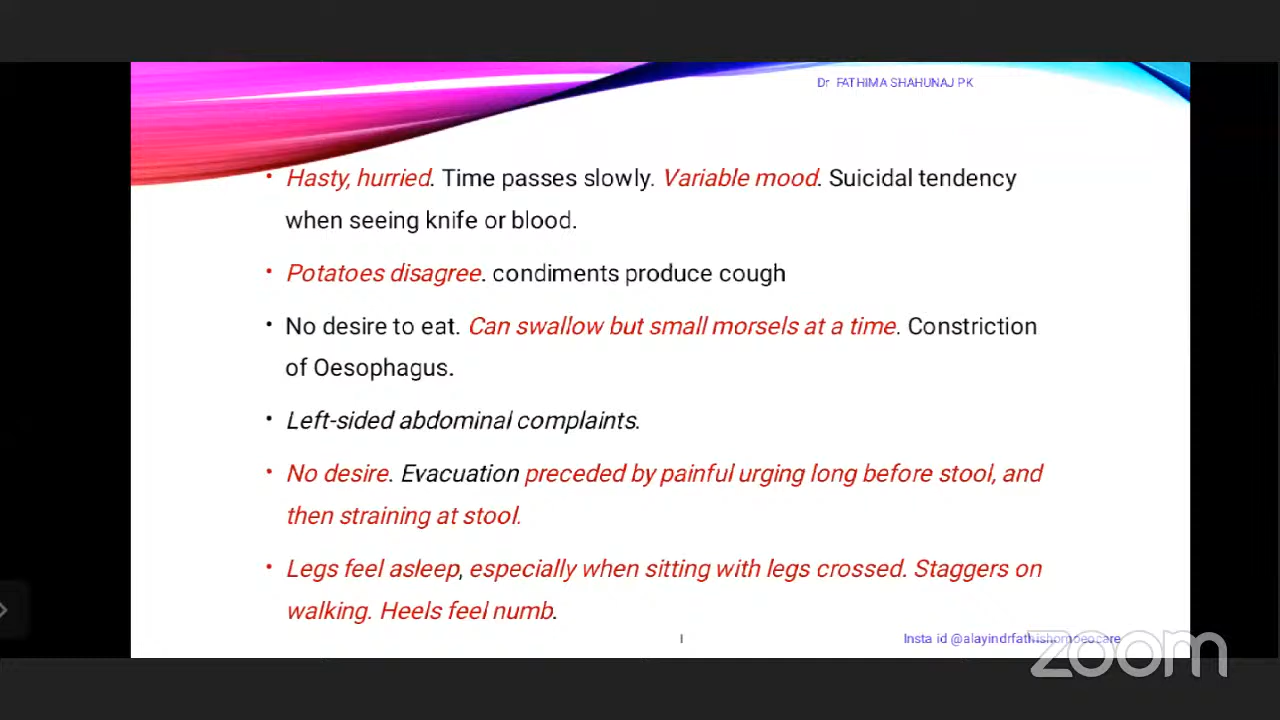 Dr FATHIMA SHAHUNAJ PK
• Hasty, hurried. Time passes slowly. Variable mood. Suicidal tendency
when seeing knife or blood.
• Potatoes disagree. condiments produce cough
• No desire to eat. Can swallow but small morsels at a time. Constriction
of Oesophagus.
• Left-sided abdominal complaints.
• No desire. Evacuation preceded by painful urging long before stool, and
then straining at stool.
• Legs feel asleep, especially when sitting with legs crossed. Staggers on
walking. Heels feel numb.
Insta id @alayindrfathishomoeocare
zoom